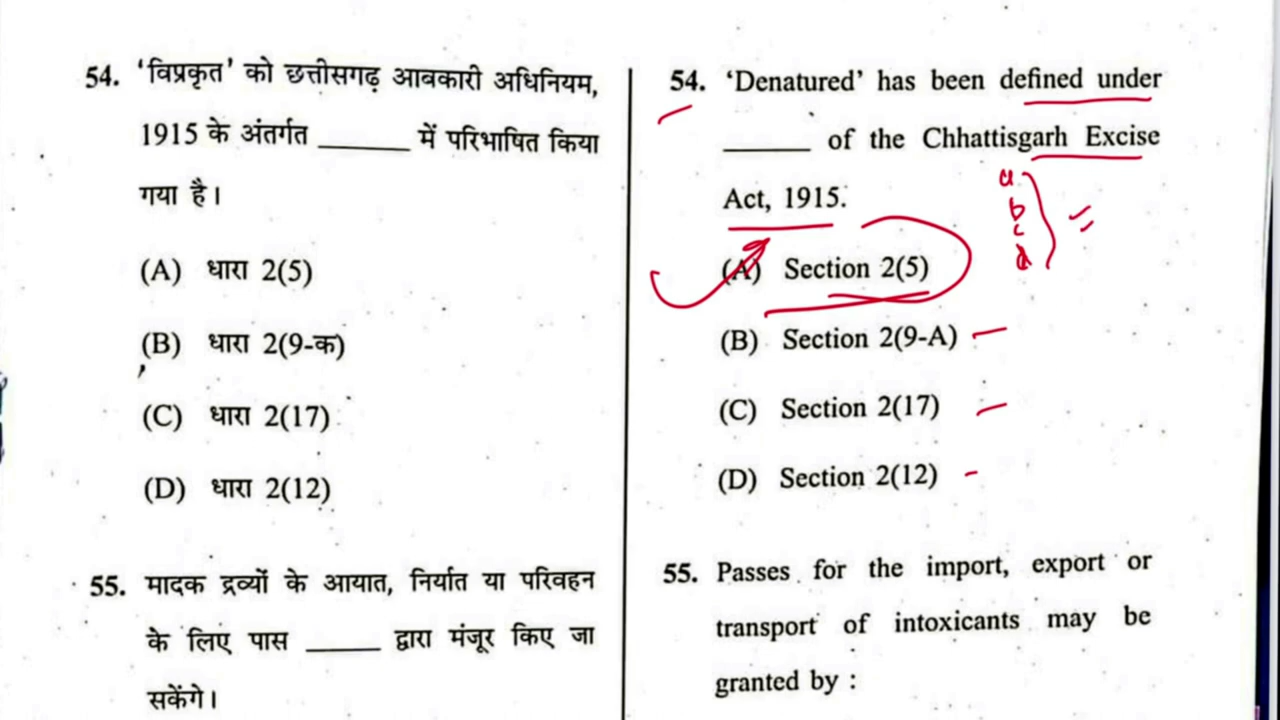 54. 'विप्रकृत' को छत्तीसगढ़ आबकारी अधिनियम,
1915 के अंतर्गत ______ में परिभाषित किया
गया है।
(A) धारा 2(5)
(B) धारा 2(9-क)
(C) धारा 2(17)
(D) धारा 2(12)
55. मादक द्रव्यों के आयात, निर्यात या परिवहन
के लिए पास _____ द्वारा मंजूर किए जा
सकेंगे।
54. 'Denatured' has been defined under
______ of the Chhattisgarh Excise
Act, 1915.
(A) Section 2(5)
(B) Section 2(9-A)
(C) Section 2(17)
(D) Section 2(12)
a
b
c
d
55. Passes for the import, export or
transport of intoxicants may be
granted by :